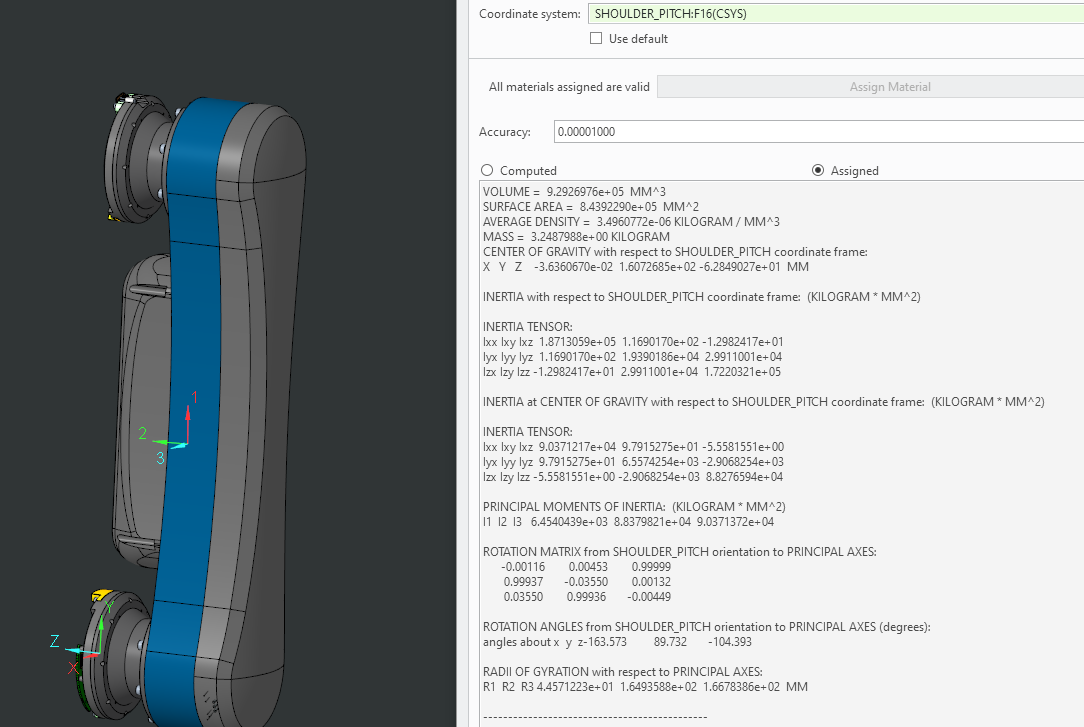 Coordinate system: SHOULDER_PITCH:F16(CSYS)
Use default
All materials assigned are valid Assign Material
Accuracy: 0.00001000
Computed Assigned
VOLUME = 9.2926976e+05 MM^3
SURFACE AREA = 8.4392290e+05 MM^2
AVERAGE DENSITY = 3.4960772e-06 KILOGRAM / MM^3
MASS = 3.2487988e+00 KILOGRAM
CENTER OF GRAVITY with respect to SHOULDER_PITCH coordinate frame:
X Y Z -3.6360670e-02 1.6072685e+02 -6.2849027e+01 MM
INERTIA with respect to SHOULDER_PITCH coordinate frame: (KILOGRAM * MM^2)
INERTIA TENSOR:
Ixx Ixy Ixz 1.8713059e+05 1.1690170e+02 -1.2982417e+01
Iyx Iyy Iyz 1.1690170e+02 1.9390186e+04 2.9911001e+04
Izx Izy Izz -1.2982417e+01 2.9911001e+04 1.7220321e+05
INERTIA at CENTER OF GRAVITY with respect to SHOULDER_PITCH coordinate frame: (KILOGRAM * MM^2)
INERTIA TENSOR:
Ixx Ixy Ixz 9.0371217e+04 9.7915275e+01 -5.5581551e+00
Iyx Iyy Iyz 9.7915275e+01 6.5574254e+03 -2.9068254e+03
Izx Izy Izz -5.5581551e+00 -2.9068254e+03 8.8276594e+04
PRINCIPAL MOMENTS OF INERTIA: (KILOGRAM * MM^2)
I1 I2 I3 6.4540439e+03 8.8379821e+04 9.0371372e+04
ROTATION MATRIX from SHOULDER_PITCH orientation to PRINCIPAL AXES:
-0.00116 0.00453 0.99999
0.99937 -0.03550 0.00132
0.03550 0.99936 -0.00449
ROTATION ANGLES from SHOULDER_PITCH orientation to PRINCIPAL AXES (degrees):
angles about x y z -163.573 89.732 -104.393
RADII OF GYRATION with respect to PRINCIPAL AXES:
R1 R2 R3 4.4571223e+01 1.6493588e+02 1.6678386e+02 MM
---------------------------------------------
1
2
3
Y
Z
X